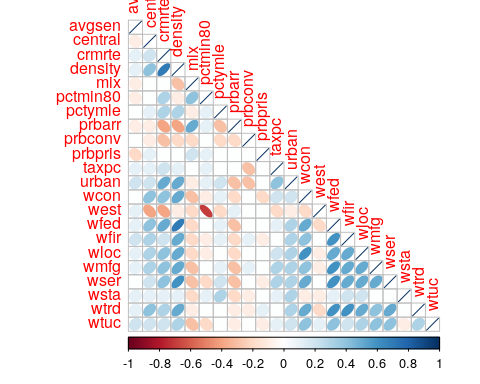 avgsen
central
crmrte
density
mix
pctmin80
pctymle
prbarr
prbconv
prbpris
taxpc
urban
wcon
west
wfed
wfir
wloc
wmfg
wser
wsta
wtrd
wtuc
crmrte
density
mix
pctmin80
pctymle
prbarr
prbconv
prbpris
taxpc
urban
wcon
west
wfed
wfir
wloc
wmfg
wser
wsta
wtrd
wtuc
-1 -0.8 -0.6 -0.4 -0.2 0 0.2 0.4 0.6 0.8 1